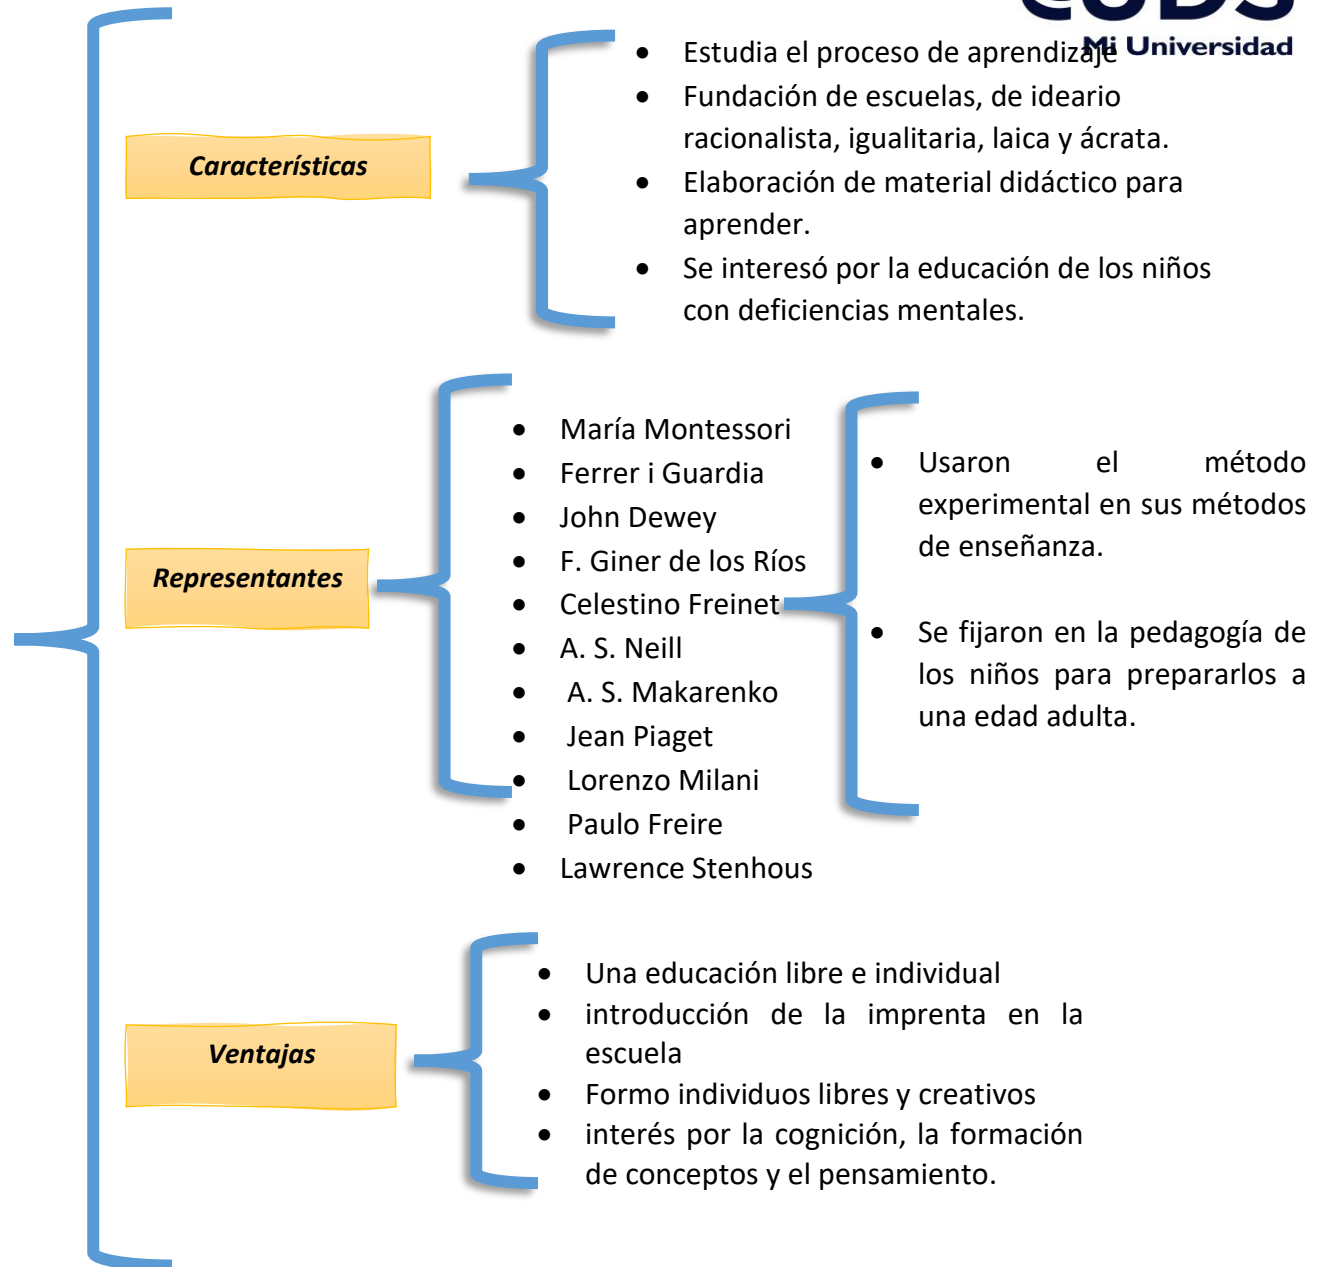 Mi Universidad
Estudia el proceso de aprendizaje
Fundación de escuelas, de ideario
racionalista, igualitaria, laica y ácrata.
Elaboración de material didáctico para
aprender.
Se interesó por la educación de los niños
con deficiencias mentales.
Características
María Montessori
Ferrer i Guardia
John Dewey
F. Giner de los Ríos
Celestino Freinet
A. S. Neill
A. S. Makarenko
Jean Piaget
Lorenzo Milani
Paulo Freire
Lawrence Stenhous
Representantes
Usaron el método
experimental en sus métodos
de enseñanza.
Se fijaron en la pedagogía de
los niños para prepararlos a
una edad adulta.
Una educación libre e individual
introducción de la imprenta en la
escuela
Formo individuos libres y creativos
interés por la cognición, la formación
de conceptos y el pensamiento.
Ventajas